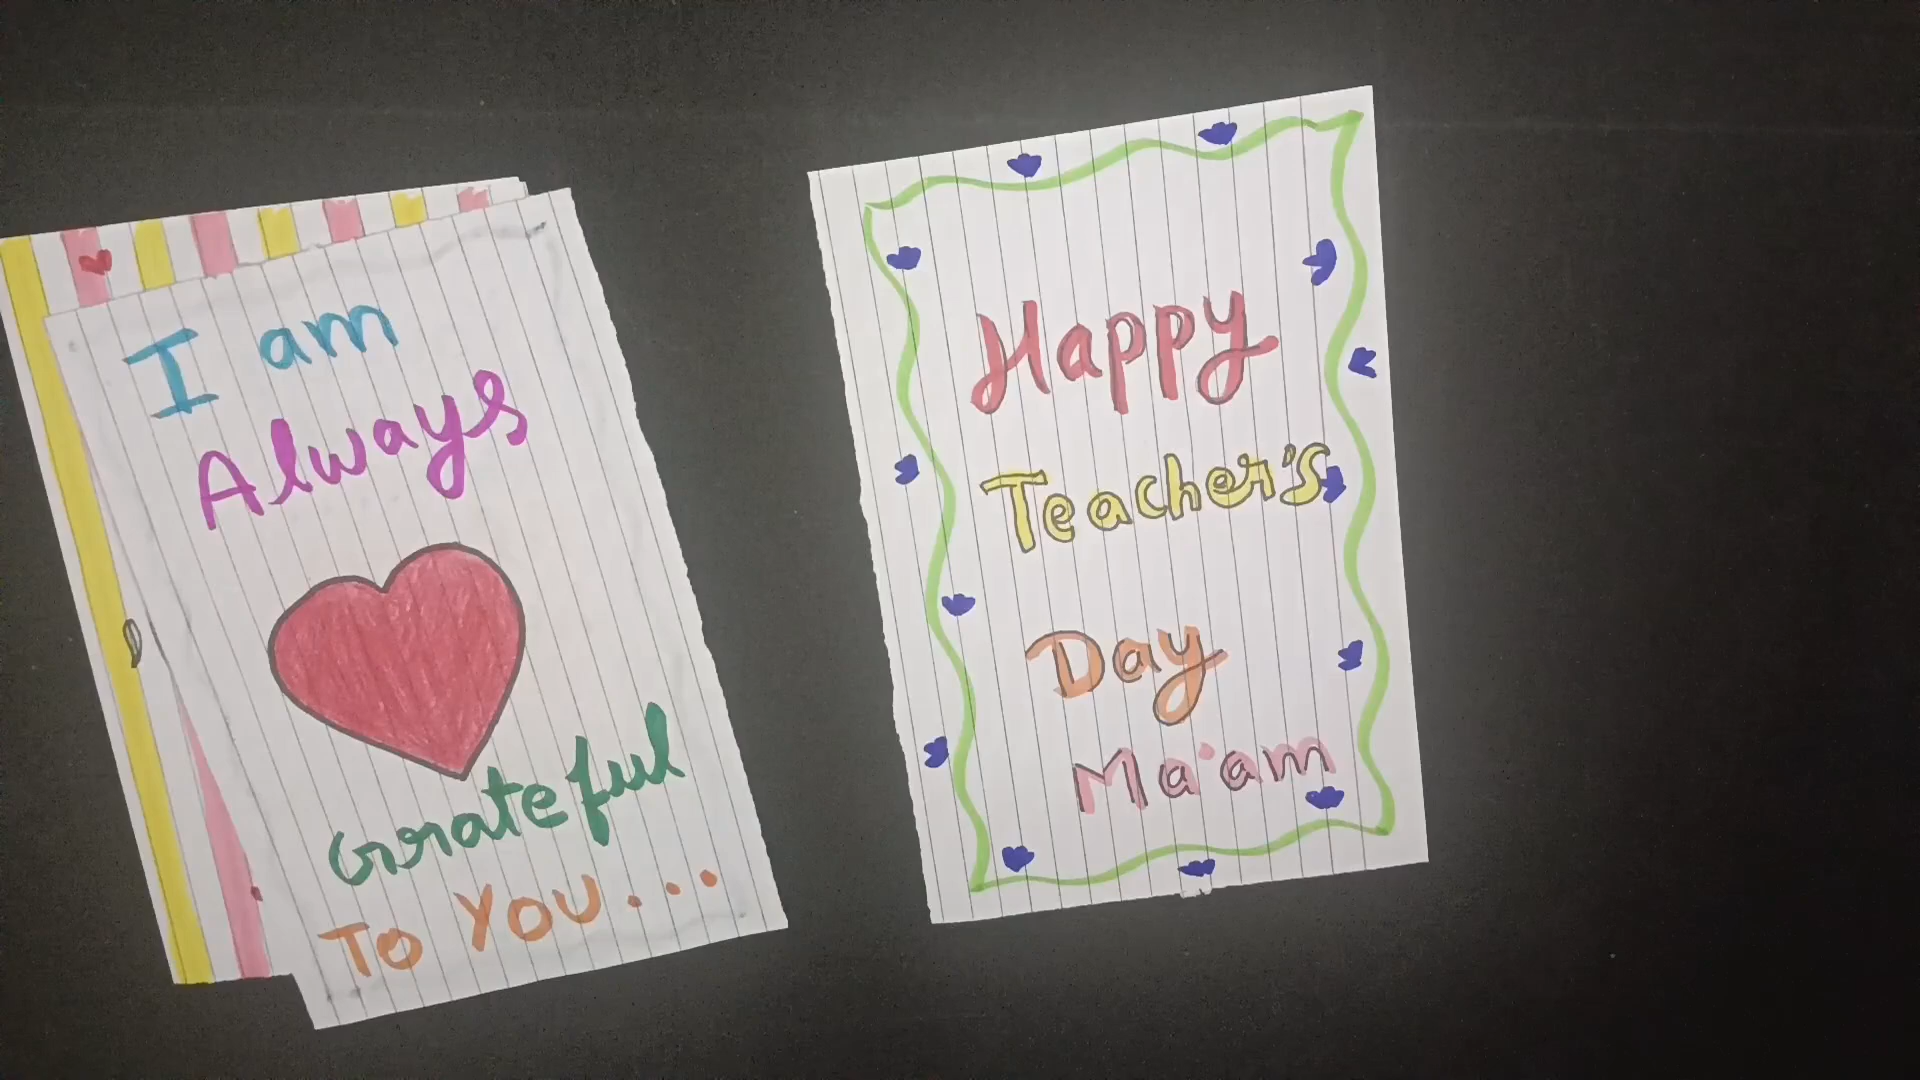 I am
Always
Grateful
To You...
Happy
Teacher's
Day
Ma'am